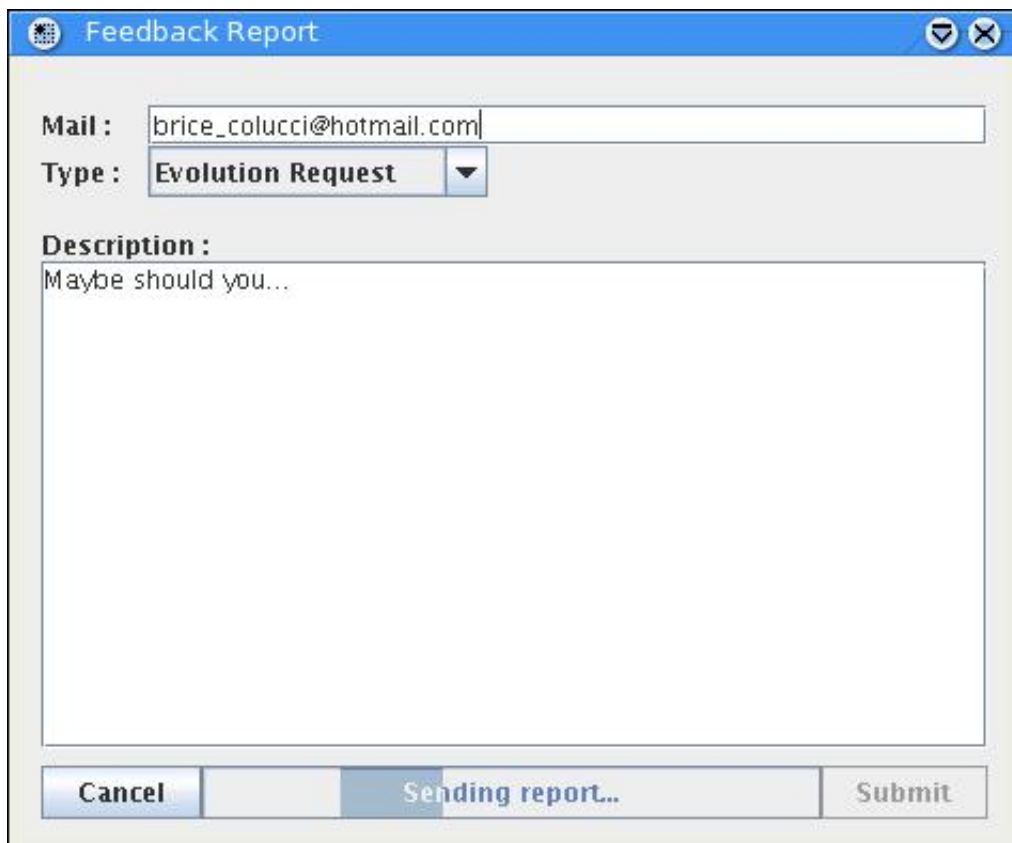 Feedback Report
Mail : brice_colucci@hotmail.com
Type : Evolution Request
Description :
Maybe should you...
Cancel Sending report... Submit